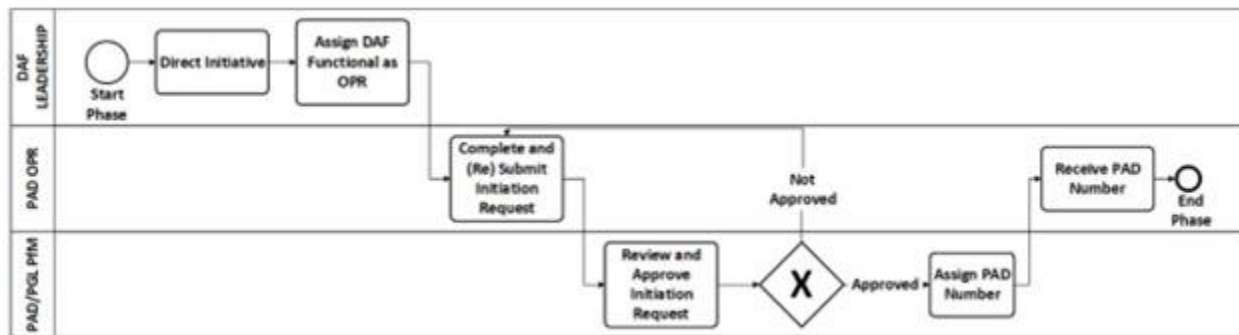 DAF
LEADERSHIP
Start
Phase
Direct Initiative
Assign DAF
Functional as
OPR
PAD OPR
Complete and
(Re) Submit
Initiation
Request
Not
Approved
Receive PAD
Number
End
Phase
PAD/PGL PfM
Review and
Approve
Initiation
Request
X
Approved
Assign PAD
Number